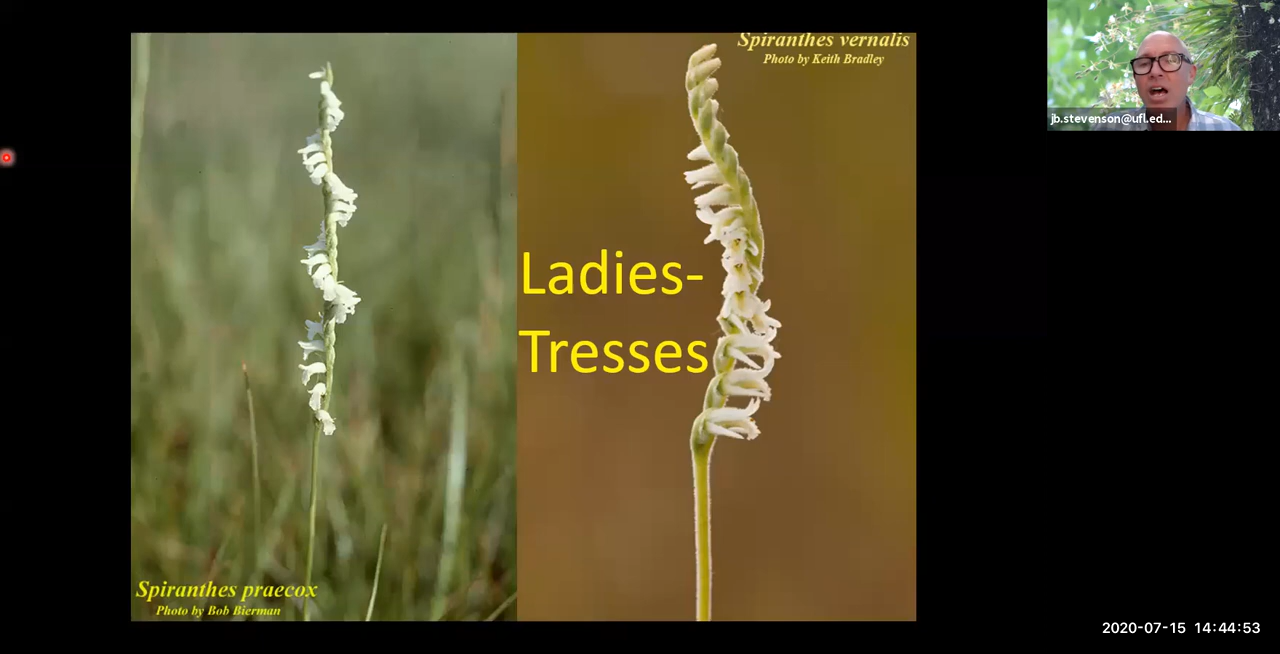 Spiranthes vernalis
Photo by Keith Bradley
jb.stevenson@ufl.ed...
Ladies-
Tresses
Spiranthes praecox
Photo by Bob Bierman
2020-07-15 14:44:53